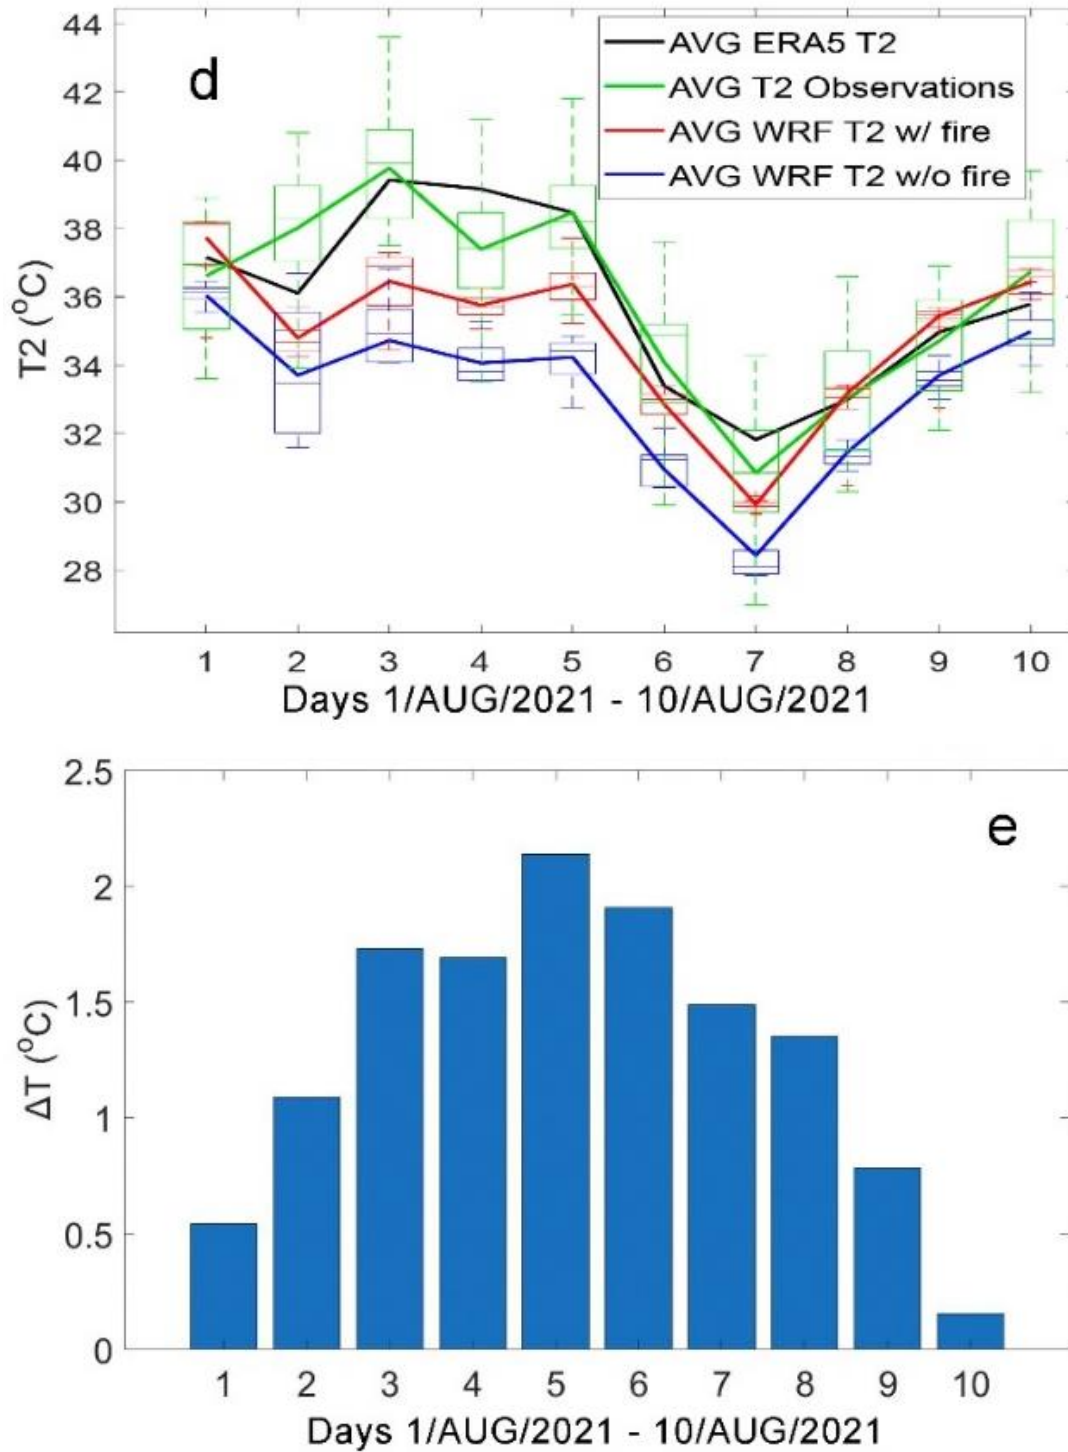 44
42
40
38
36
34
32
30
28
T2 (°C)
d
AVG ERA5 T2
AVG T2 Observations
AVG WRF T2 w/ fire
AVG WRF T2 w/o fire
1 2 3 4 5 6 7 8 9 10
Days 1/AUG/2021 - 10/AUG/2021
2.5
2
1.5
1
0.5
0
ΔT (°C)
e
1 2 3 4 5 6 7 8 9 10
Days 1/AUG/2021 - 10/AUG/2021